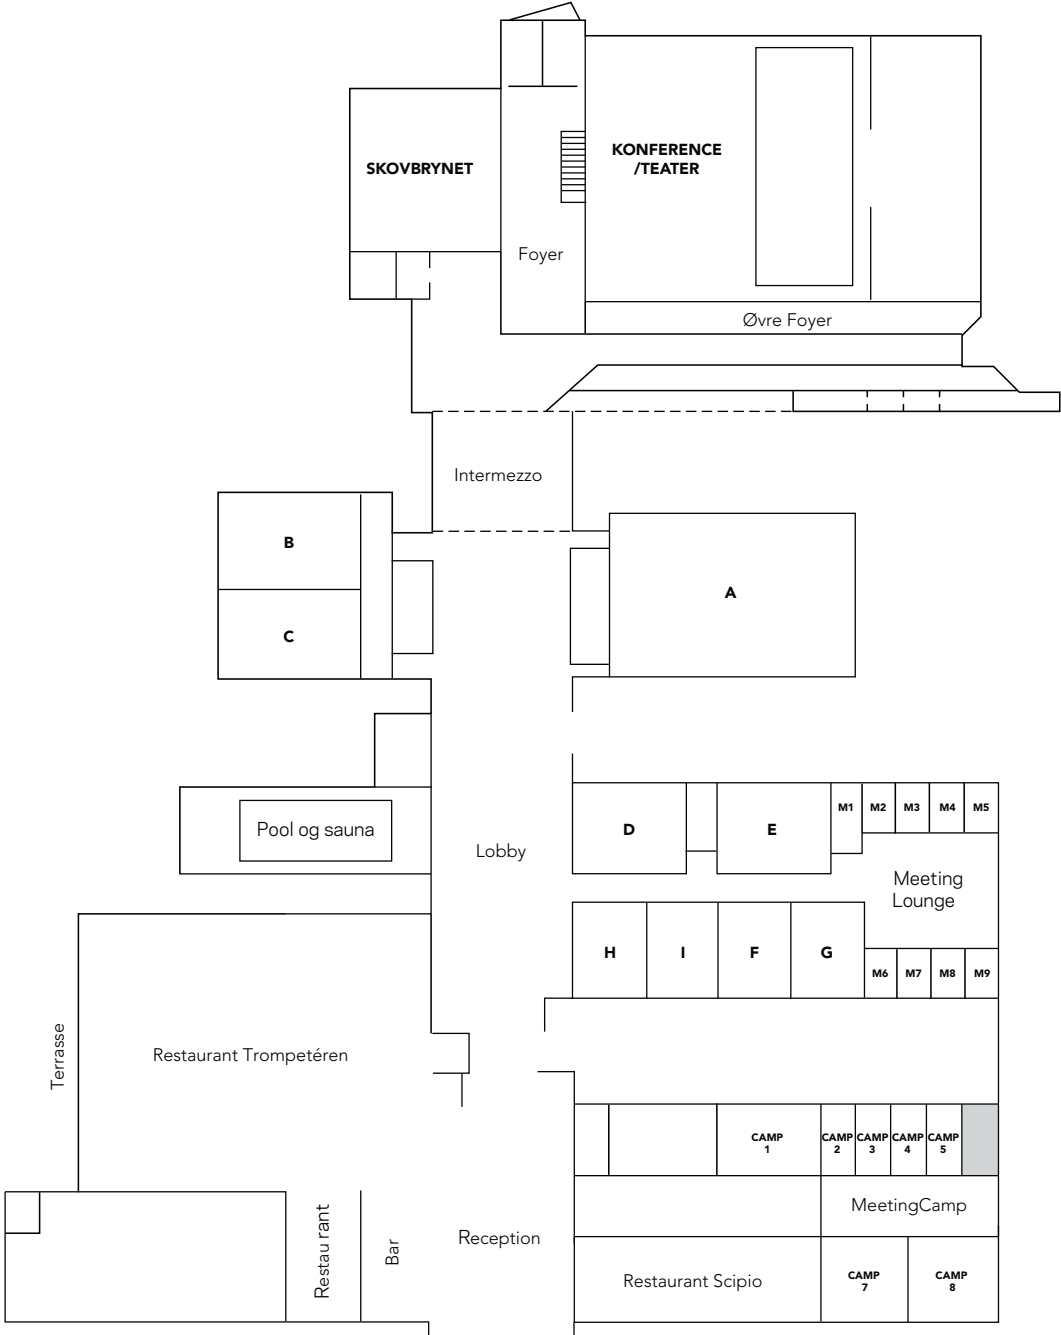 KONFERENCE
/TEATER
SKOVBRYNET
Foyer
Øvre Foyer
Intermezzo
B
A
C
M1
M2
M3
M4
M5
Pool og sauna
D
E
Lobby
Meeting
Lounge
H
I
F
G
M6
M7
M8
M9
Terrasse
Restaurant Trompetéren
CAMP
1
CAMP
2
CAMP
3
CAMP
4
CAMP
5
MeetingCamp
Restau rant
Bar
Reception
Restaurant Scipio
CAMP
7
CAMP
8